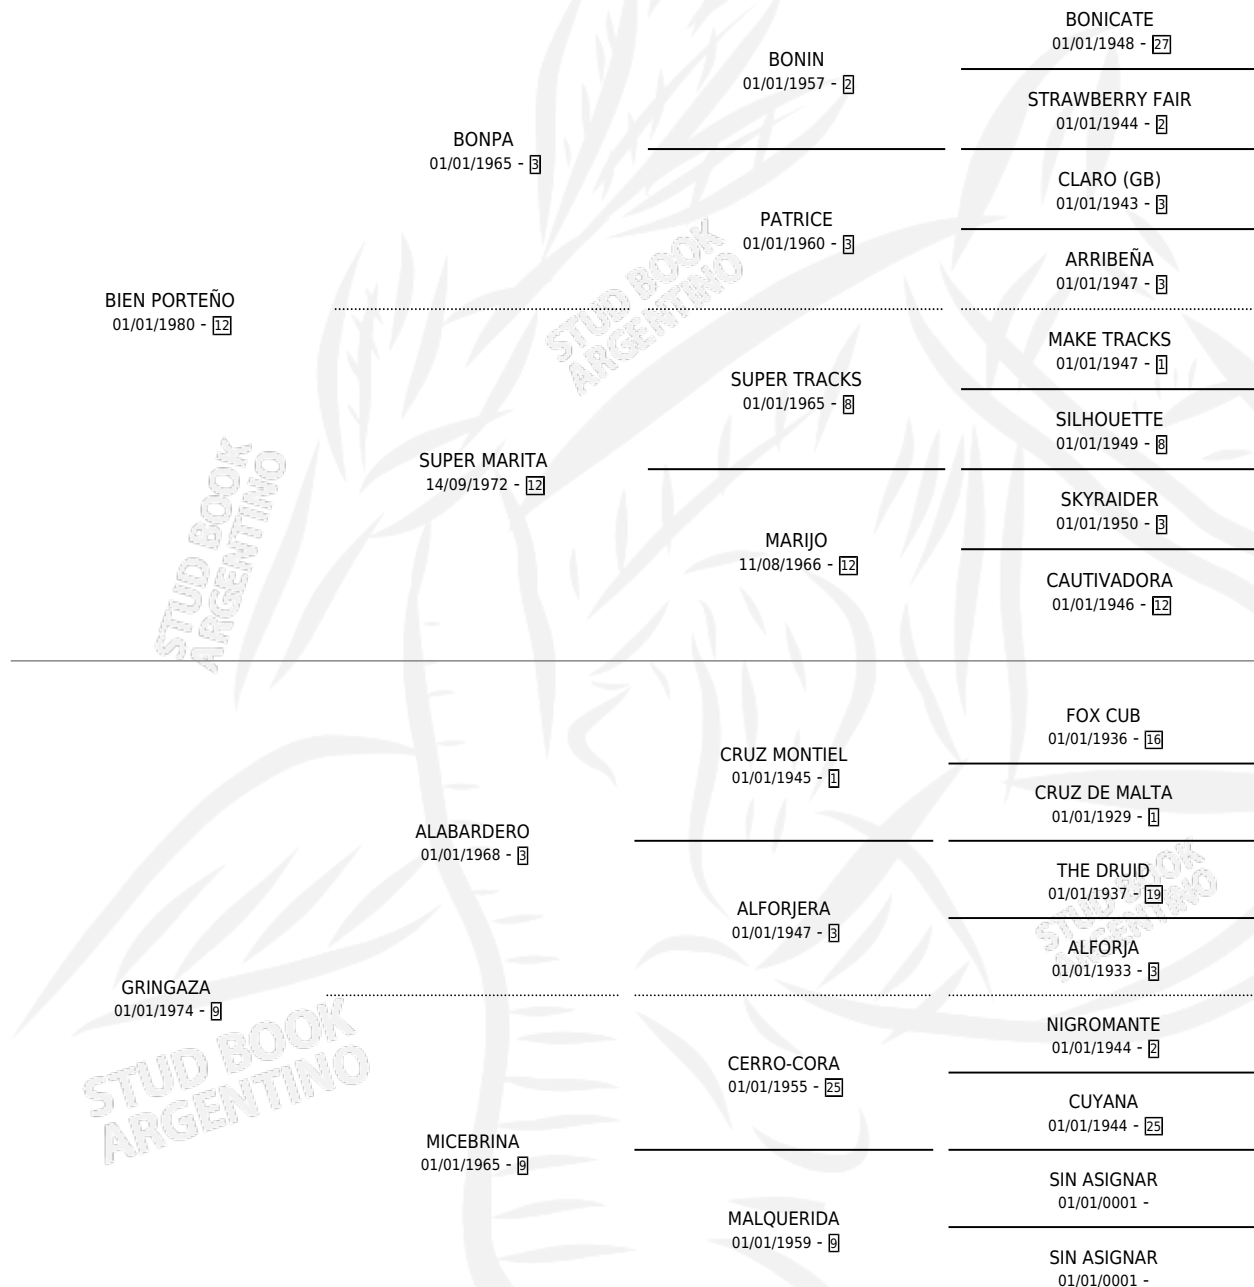 BONICATE
01/01/1948 - 27
BONIN
01/01/1957 - 2
STRAWBERRY FAIR
01/01/1944 - 2
BONPA
01/01/1965 - 3
CLARO (GB)
01/01/1943 - 3
PATRICE
01/01/1960 - 3
ARRIBEÑA
01/01/1947 - 3
BIEN PORTEÑO
01/01/1980 - 12
MAKE TRACKS
01/01/1947 - 1
SUPER TRACKS
01/01/1965 - 8
SILHOUETTE
01/01/1949 - 8
SUPER MARITA
14/09/1972 - 12
SKYRAIDER
01/01/1950 - 3
MARIJO
11/08/1966 - 12
CAUTIVADORA
01/01/1946 - 12
FOX CUB
01/01/1936 - 16
CRUZ MONTIEL
01/01/1945 - 1
CRUZ DE MALTA
01/01/1929 - 1
ALABARDERO
01/01/1968 - 3
THE DRUID
01/01/1937 - 19
ALFORJERA
01/01/1947 - 3
ALFORJA
01/01/1933 - 3
GRINGAZA
01/01/1974 - 9
NIGROMANTE
01/01/1944 - 2
CERRO-CORA
01/01/1955 - 25
CUYANA
01/01/1944 - 25
MICEBRINA
01/01/1965 - 9
SIN ASIGNAR
01/01/0001 -
MALQUERIDA
01/01/1959 - 9
SIN ASIGNAR
01/01/0001 -
STUD BOOK
ARGENTINO
STUD BOOK
ARGENTINO
STUD BOOK
ARGENTINO
STUD BOOK
ARGENTINO